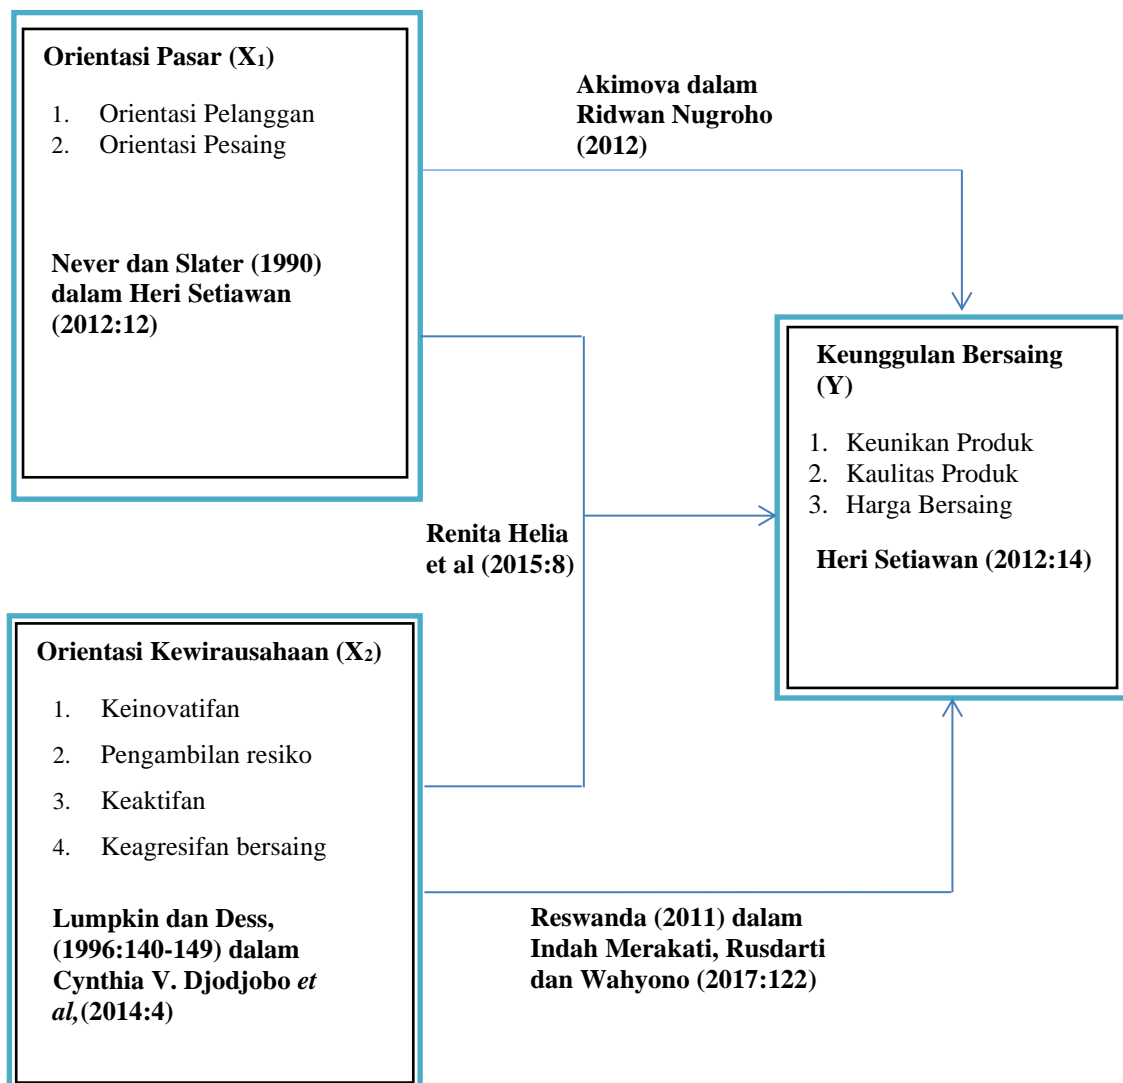 Orientasi Pasar (X1)
1. Orientasi Pelanggan
2. Orientasi Pesaing
Never dan Slater (1990)
dalam Heri Setiawan
(2012:12)
Akimova dalam
Ridwan Nugroho
(2012)
Keunggulan Bersaing
(Y)
1. Keunikan Produk
2. Kaulitas Produk
3. Harga Bersaing
Heri Setiawan (2012:14)
Renita Helia
et al (2015:8)
Orientasi Kewirausahaan (X2)
1. Keinovatifan
2. Pengambilan resiko
3. Keaktifan
4. Keagresifan bersaing
Lumpkin dan Dess,
(1996:140-149) dalam
Cynthia V. Djodjobo et
al,(2014:4)
Reswanda (2011) dalam
Indah Merakati, Rusdarti
dan Wahyono (2017:122)